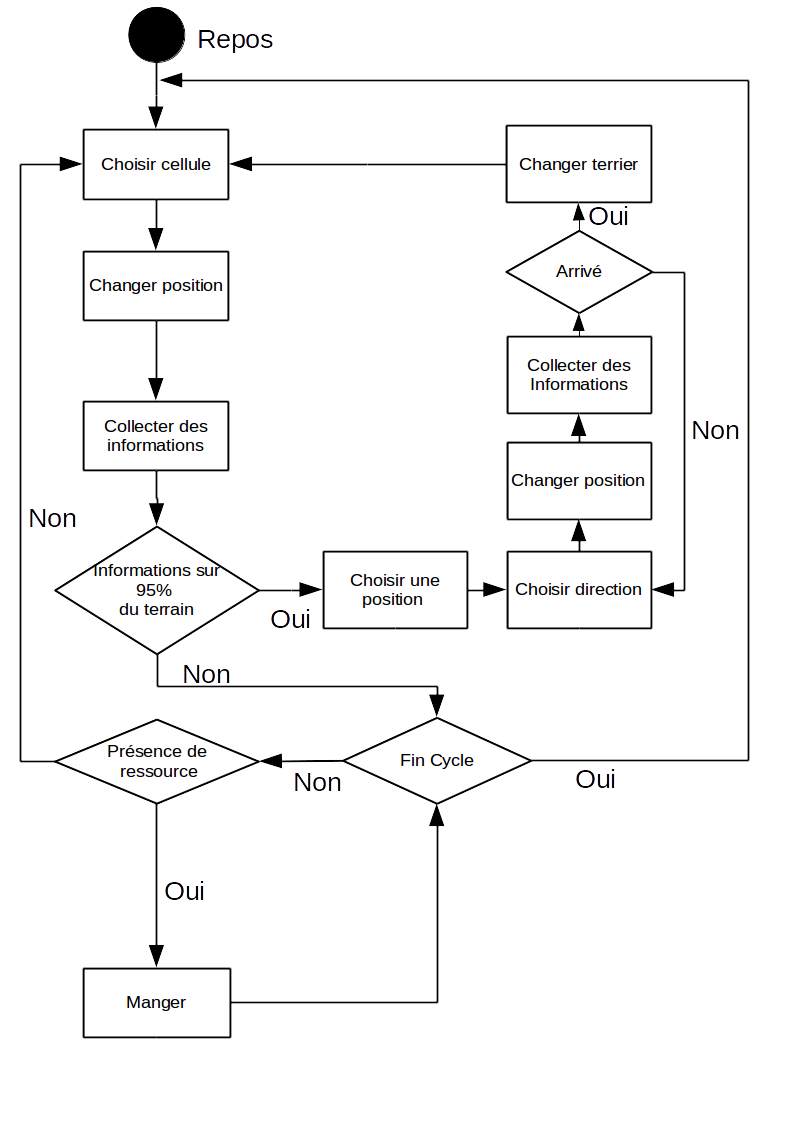 Repos
Choisir cellule
Changer terrier
Oui
Arrivé
Changer position
Collecter des
Informations
Non
Collecter des
informations
Changer position
Non
Informations sur
95%
du terrain
Oui
Choisir une
position
Choisir direction
Non
Présence de
ressource
Non
Fin Cycle
Oui
Oui
Manger